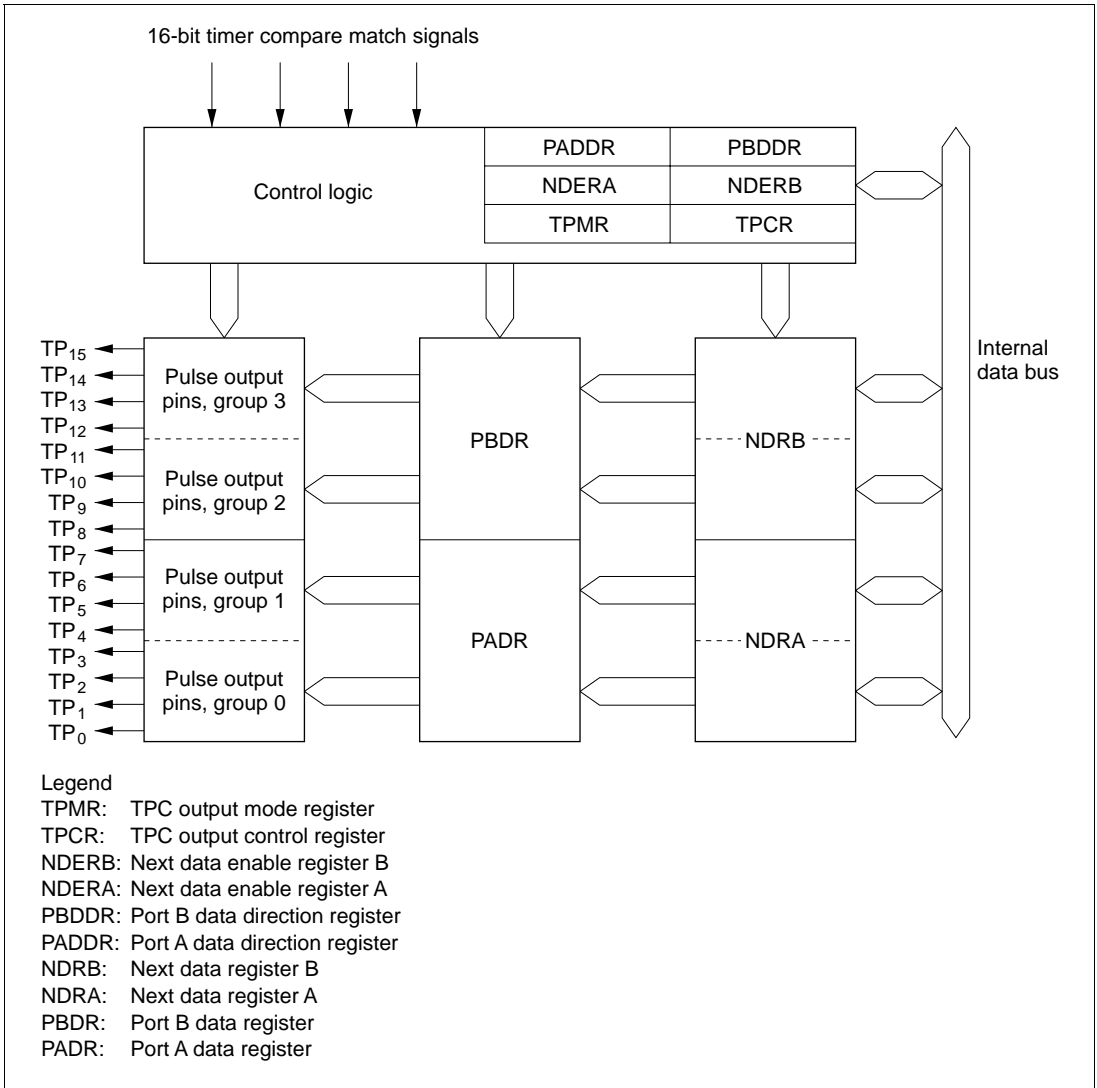 16-bit timer compare match signals
Control logic
PADDR PBDDR
NDERA NDERB
TPMR TPCR
Internal
data bus
TP15
TP14
TP13
TP12
TP11
TP10
TP9
TP8
TP7
TP6
TP5
TP4
TP3
TP2
TP1
TP0
Pulse output
pins, group 3
Pulse output
pins, group 2
Pulse output
pins, group 1
Pulse output
pins, group 0
PBDR
PADR
NDRB
NDRA
Legend
TPMR: TPC output mode register
TPCR: TPC output control register
NDERB: Next data enable register B
NDERA: Next data enable register A
PBDDR: Port B data direction register
PADDR: Port A data direction register
NDRB: Next data register B
NDRA: Next data register A
PBDR: Port B data register
PADR: Port A data register